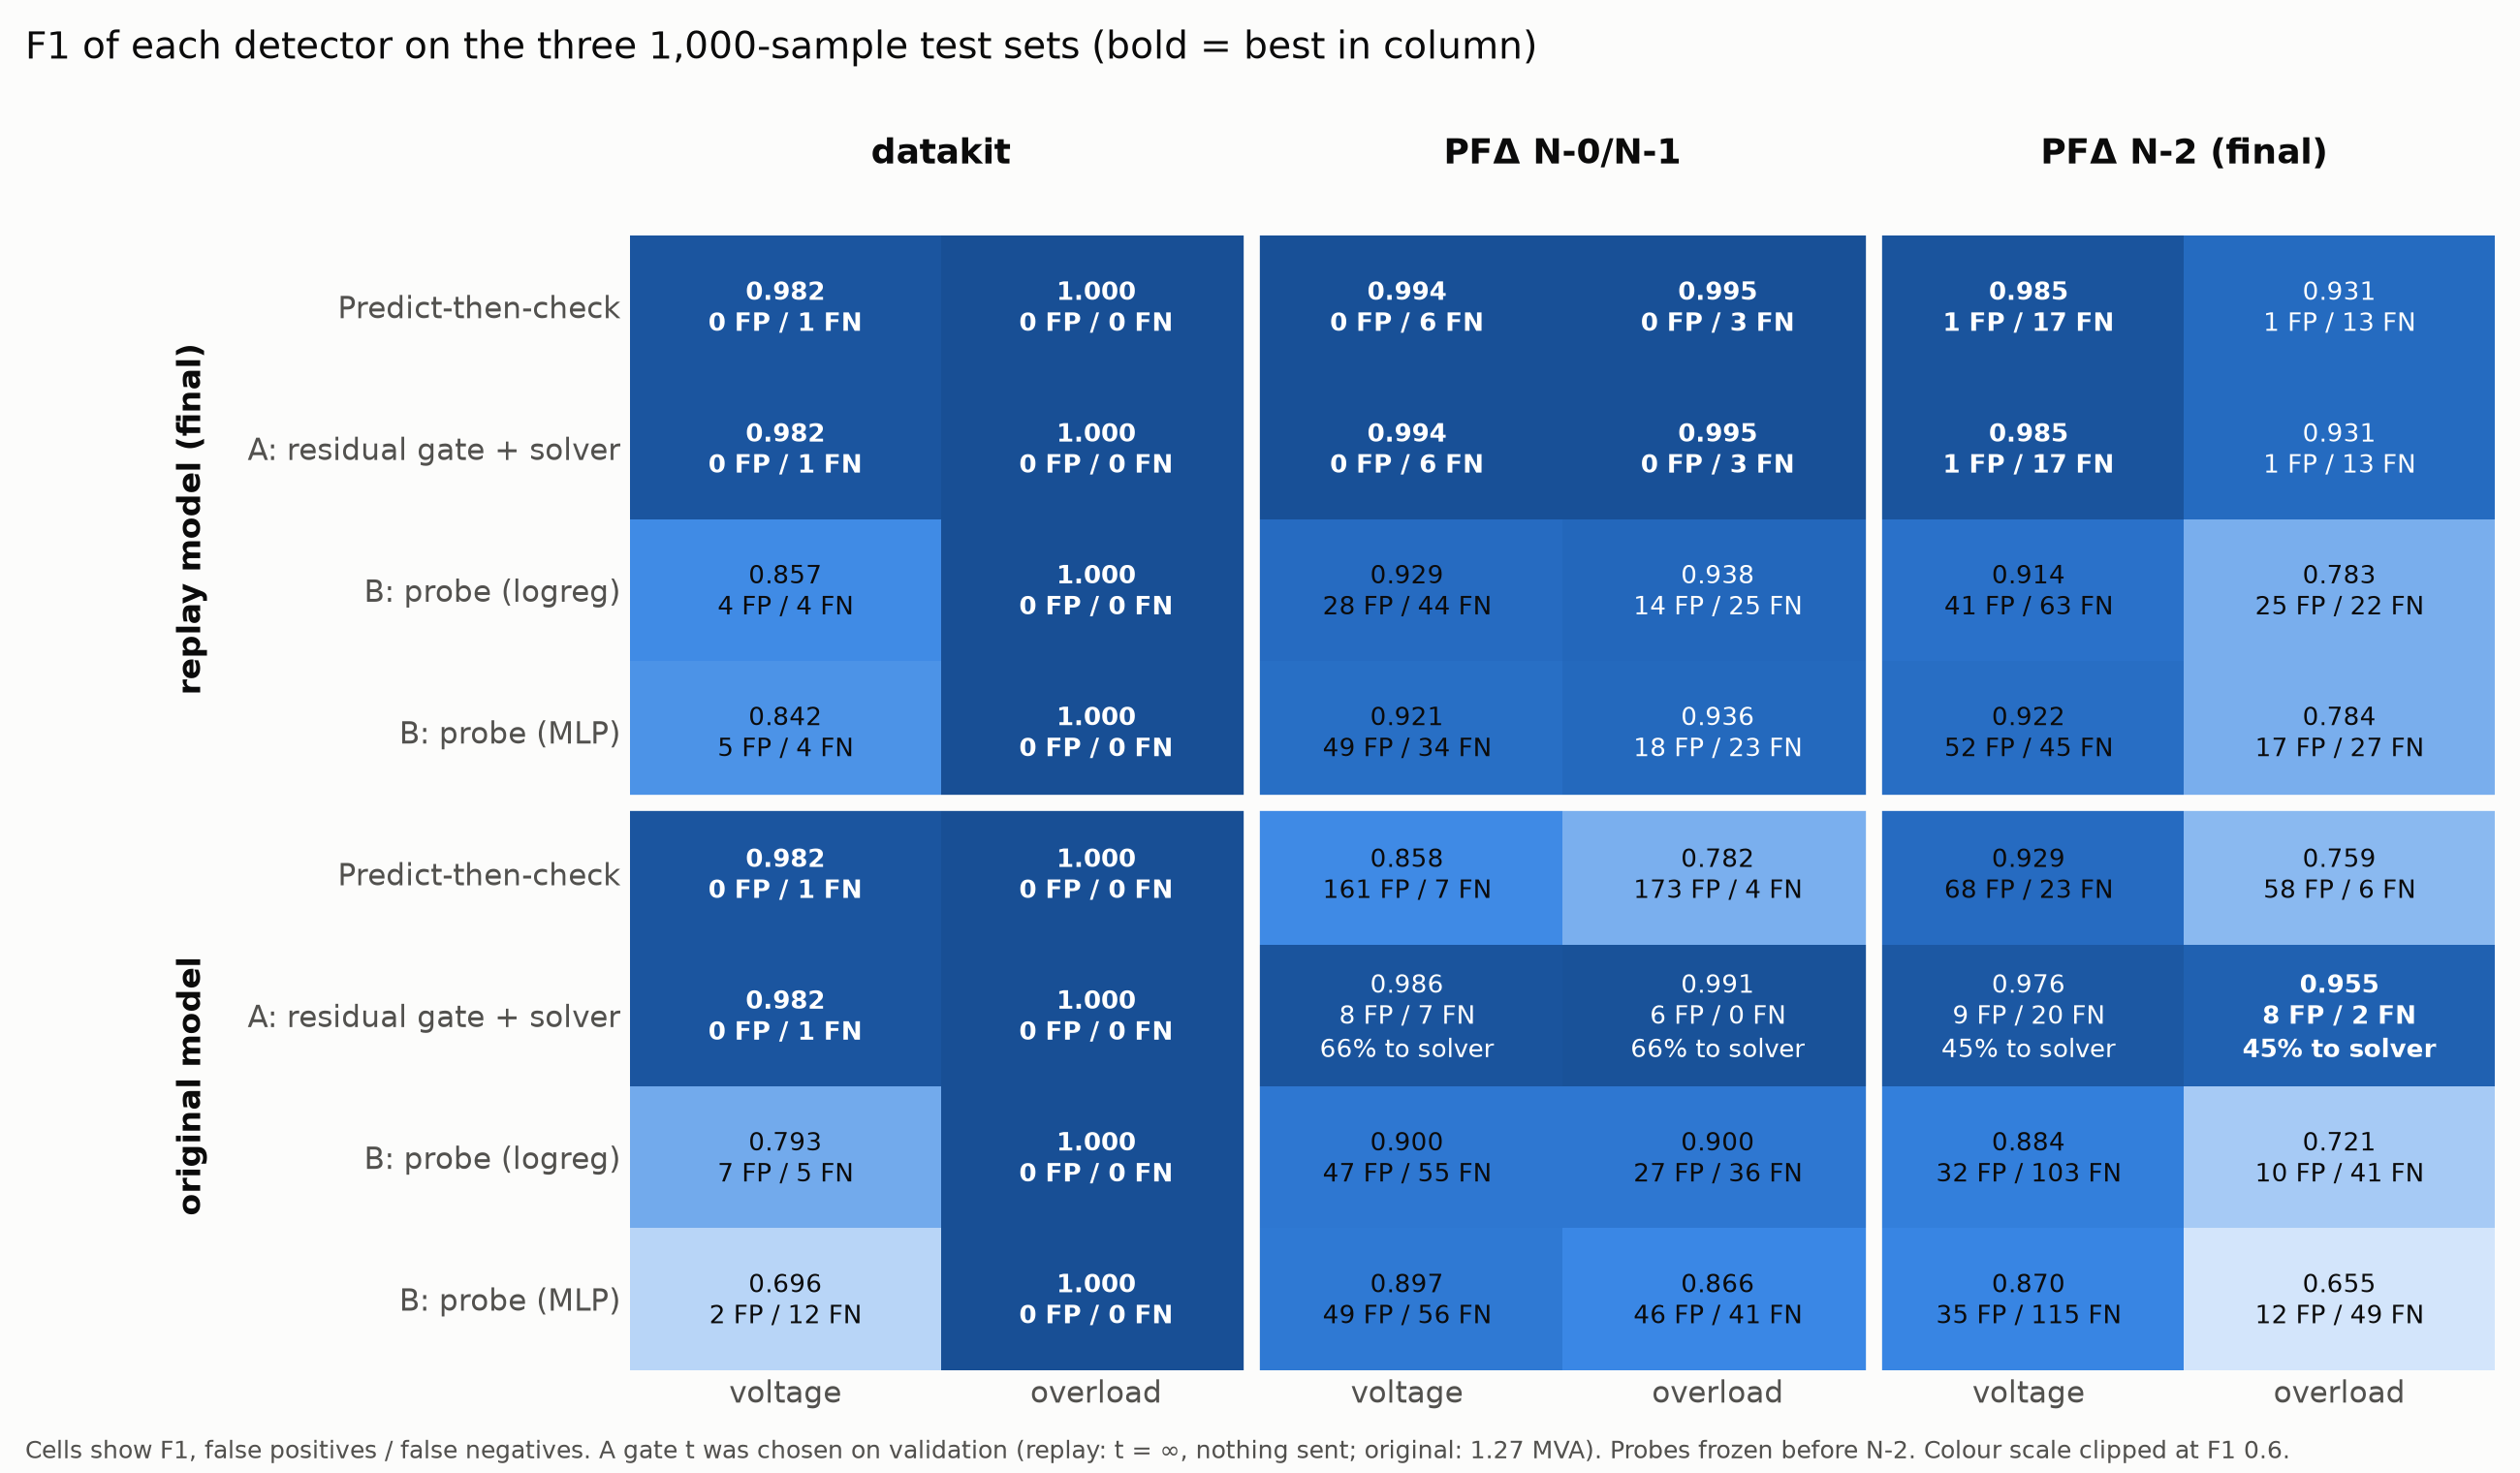 F1 of each detector on the three 1,000-sample test sets (bold = best in column)
datakit
PFΔ N-0/N-1
PFΔ N-2 (final)
replay model (final)
Predict-then-check
0.982
0 FP / 1 FN
1.000
0 FP / 0 FN
0.994
0 FP / 6 FN
0.995
0 FP / 3 FN
0.985
1 FP / 17 FN
0.931
1 FP / 13 FN
A: residual gate + solver
0.982
0 FP / 1 FN
1.000
0 FP / 0 FN
0.994
0 FP / 6 FN
0.995
0 FP / 3 FN
0.985
1 FP / 17 FN
0.931
1 FP / 13 FN
B: probe (logreg)
0.857
4 FP / 4 FN
1.000
0 FP / 0 FN
0.929
28 FP / 44 FN
0.938
14 FP / 25 FN
0.914
41 FP / 63 FN
0.783
25 FP / 22 FN
B: probe (MLP)
0.842
5 FP / 4 FN
1.000
0 FP / 0 FN
0.921
49 FP / 34 FN
0.936
18 FP / 23 FN
0.922
52 FP / 45 FN
0.784
17 FP / 27 FN
original model
Predict-then-check
0.982
0 FP / 1 FN
1.000
0 FP / 0 FN
0.858
161 FP / 7 FN
0.782
173 FP / 4 FN
0.929
68 FP / 23 FN
0.759
58 FP / 6 FN
A: residual gate + solver
0.982
0 FP / 1 FN
1.000
0 FP / 0 FN
0.986
8 FP / 7 FN
66% to solver
0.991
6 FP / 0 FN
66% to solver
0.976
9 FP / 20 FN
45% to solver
0.955
8 FP / 2 FN
45% to solver
B: probe (logreg)
0.793
7 FP / 5 FN
1.000
0 FP / 0 FN
0.900
47 FP / 55 FN
0.900
27 FP / 36 FN
0.884
32 FP / 103 FN
0.721
10 FP / 41 FN
B: probe (MLP)
0.696
2 FP / 12 FN
1.000
0 FP / 0 FN
0.897
49 FP / 56 FN
0.866
46 FP / 41 FN
0.870
35 FP / 115 FN
0.655
12 FP / 49 FN
voltage
overload
voltage
overload
voltage
overload
Cells show F1, false positives / false negatives. A gate t was chosen on validation (replay: t = ∞, nothing sent; original: 1.27 MVA). Probes frozen before N-2. Colour scale clipped at F1 0.6.